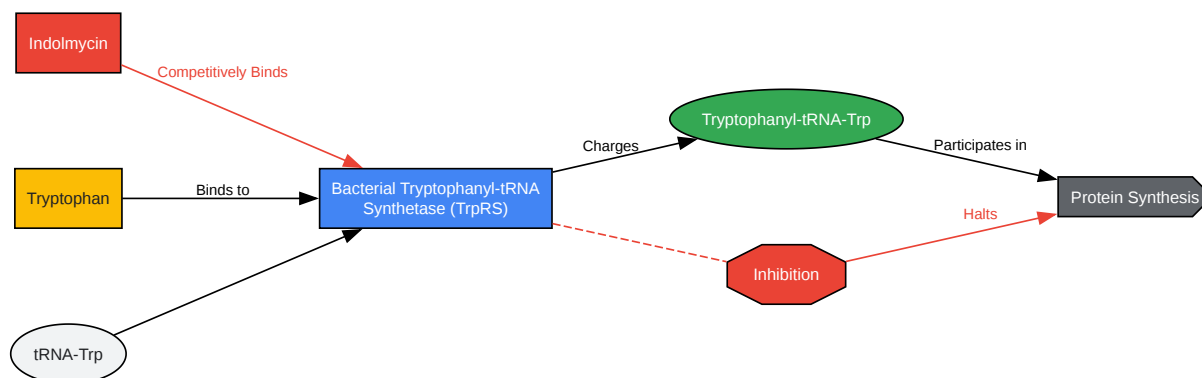 Indolmycin
Competitively Binds
Tryptophan
Binds to
Bacterial Tryptophanyl-tRNA
Synthetase (TrpRS)
tRNA-Trp
Charges
Tryptophanyl-tRNA-Trp
Participates in
Inhibition
Halts
Protein Synthesis